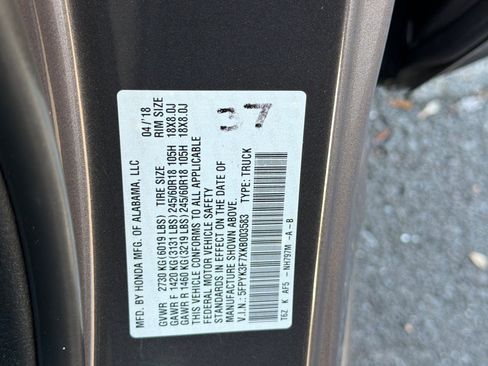 37
MFD. BY HONDA MFG. OF ALABAMA, LLC 04/18
TIRE SIZE RIM SIZE
GVWR 2730 KG(6019 LBS)
GAWR F 1420 KG(3131 LBS)245/60R18 105H 18X8.0J
GAWR R 1460 KG(3219 LBS)245/60R18 105H 18X8.0J
THIS VEHICLE CONFORMS TO ALL APPLICABLE
FEDERAL MOTOR VEHICLE SAFETY
STANDARDS IN EFFECT ON THE DATE OF
MANUFACTURE SHOWN ABOVE.
V.I.N.: 5FPYK3F7XKB003583 TYPE: TRUCK
T6Z K AF5 -NH797M -A-B